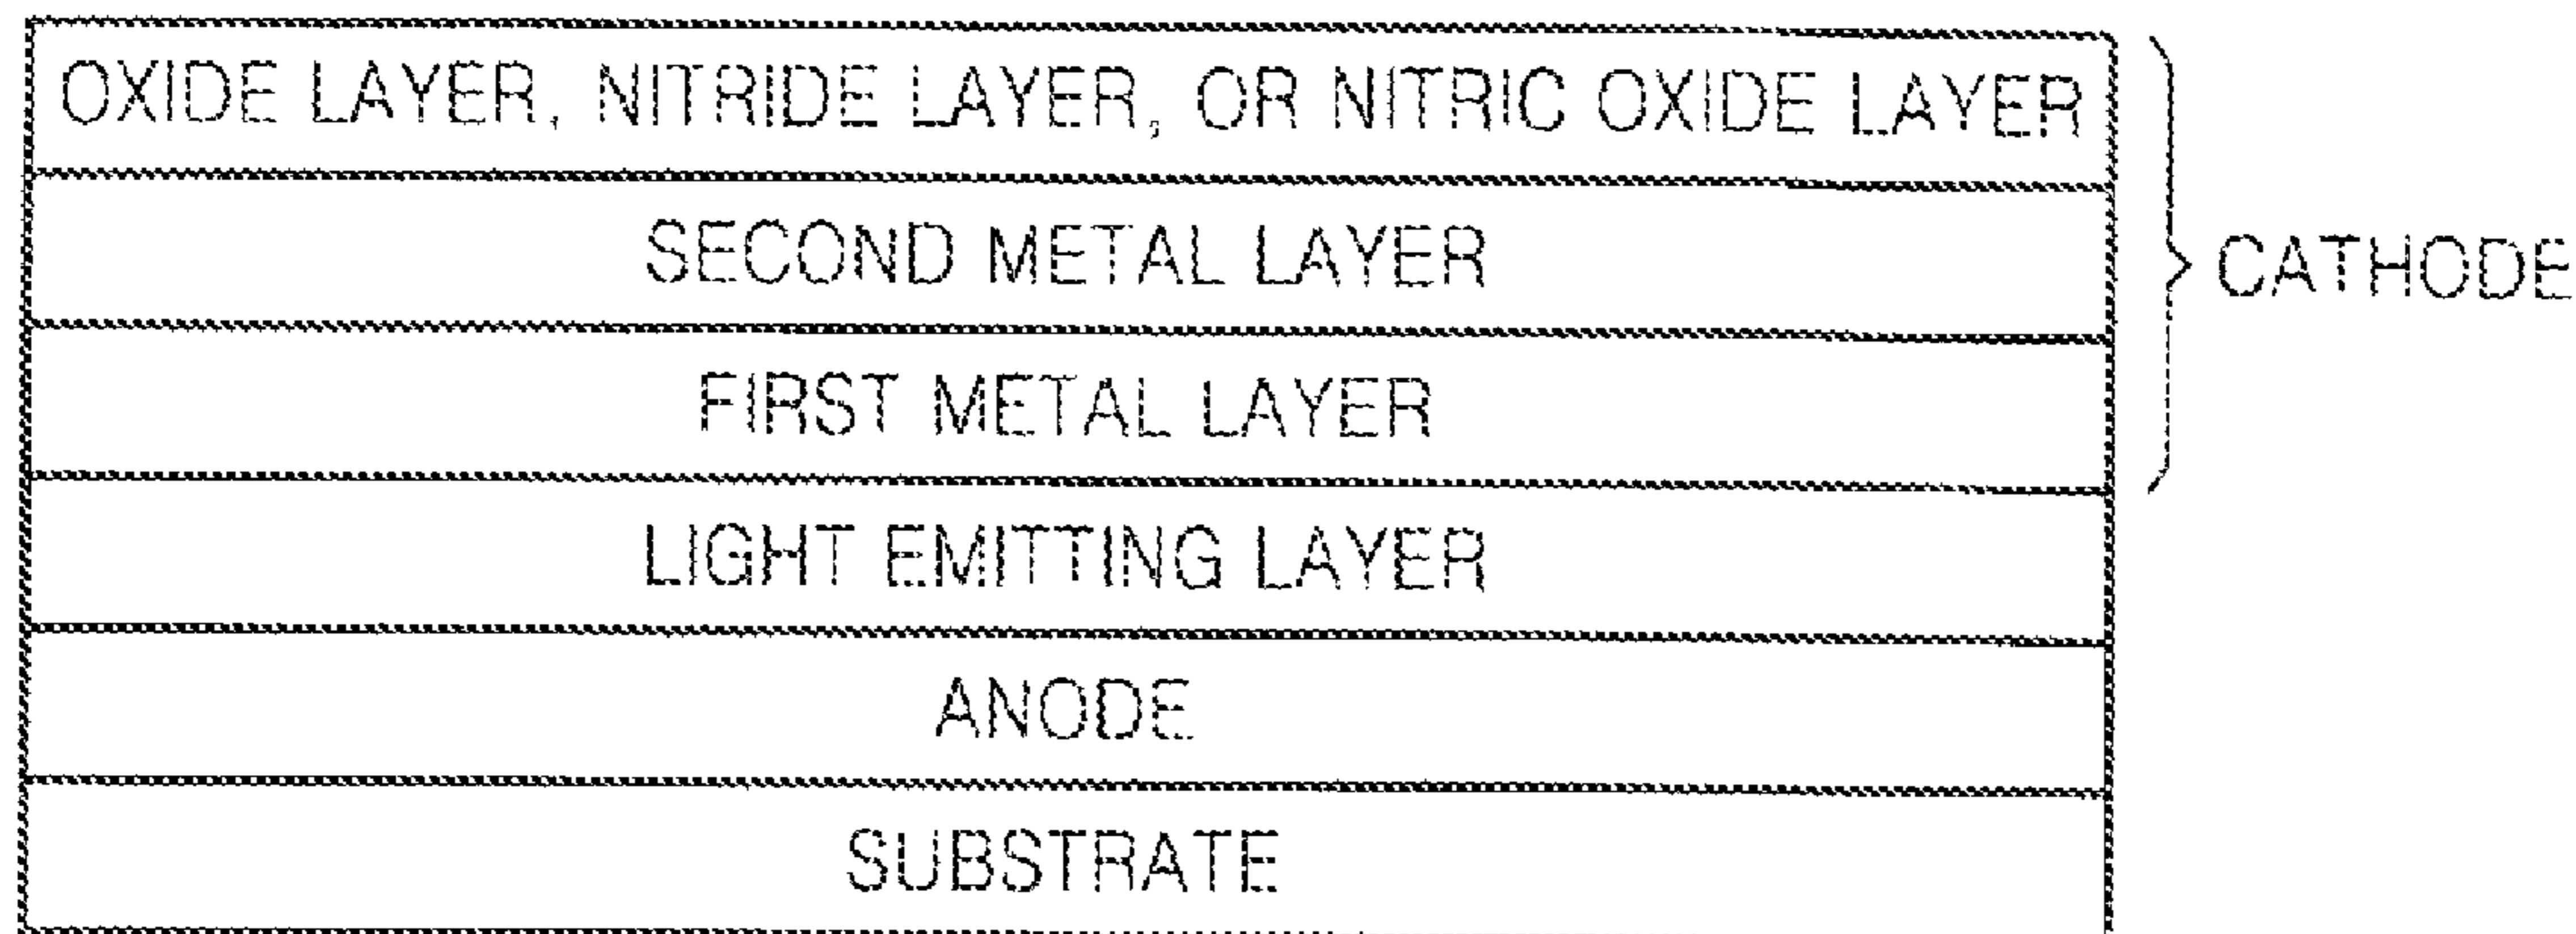 OXIDE LAYER, NITRIDE LAYER, OR NITRIC OXIDE LAYER
SECOND METAL LAYER
CATHODE
FIRST METAL LAYER
LIGHT EMITTING LAYER
ANODE
SUBSTRATE